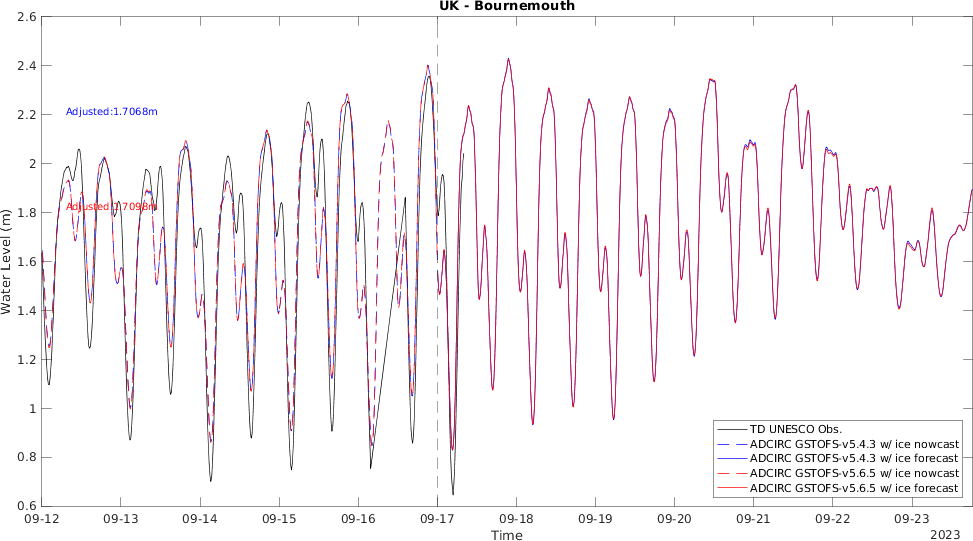 UK - Bournemouth
2.6
2.4
2.2
2
1.8
1.6
1.4
1.2
1
0.8
0.6
Water Level (m)
Adjusted:1.7068m
Adjusted:1.7098m
TD UNESCO Obs.
ADCIRC GSTOFS-v5.4.3 w/ ice nowcast
ADCIRC GSTOFS-v5.4.3 w/ ice forecast
ADCIRC GSTOFS-v5.6.5 w/ ice nowcast
ADCIRC GSTOFS-v5.6.5 w/ ice forecast
09-12 09-13 09-14 09-15 09-16 09-17 09-18 09-19 09-20 09-21 09-22 09-23
Time
2023